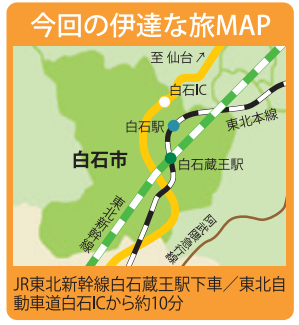 今回の伊達な旅MAP
至 仙台↗
白石IC
白石駅
東北本線
白石市
白石蔵王駅
東北新幹線
阿武隈急行線
JR東北新幹線白石蔵王駅下車／東北自
動車道白石ICから約10分